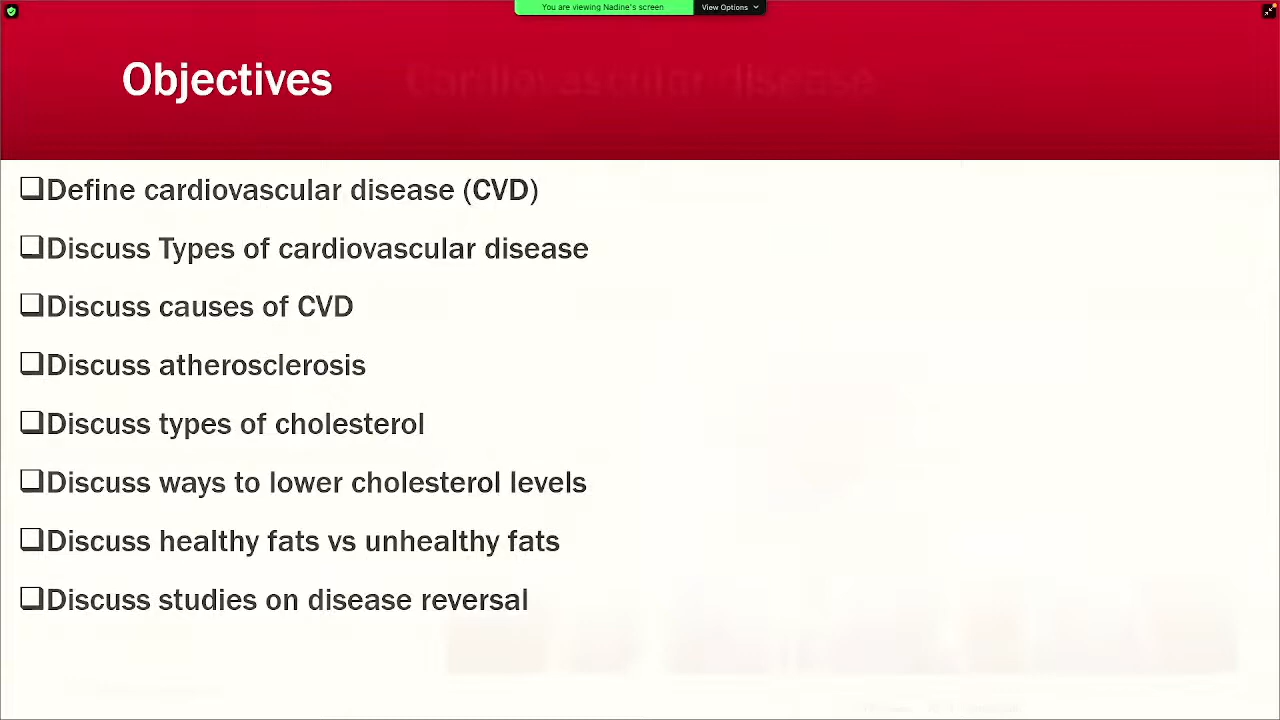 You are viewing Nadine's screen
View Options
Objectives
Cardiovascular disease
❑Define cardiovascular disease (CVD)
❑Discuss Types of cardiovascular disease
❑Discuss causes of CVD
❑Discuss atherosclerosis
❑Discuss types of cholesterol
❑Discuss ways to lower cholesterol levels
❑Discuss healthy fats vs unhealthy fats
❑Discuss studies on disease reversal